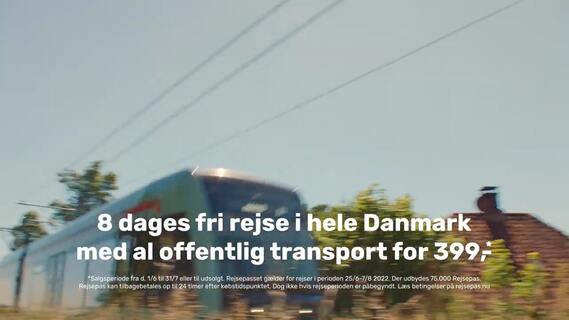 8 dages fri rejse i hele Danmark
med al offentlig transport for 399,-*
*Salgsperiode fra d. 1/6 til 31/7 eller til udsolgt. Rejsepasset gælder for rejser i perioden 25/6-7/8 2022. Der udbydes 75.000 Rejsepas.
Rejsepas kan tilbagebetales op til 24 timer efter købstidspunktet. Dog ikke hvis rejseperioden er påbegyndt. Læs betingelser på rejsepas.nu